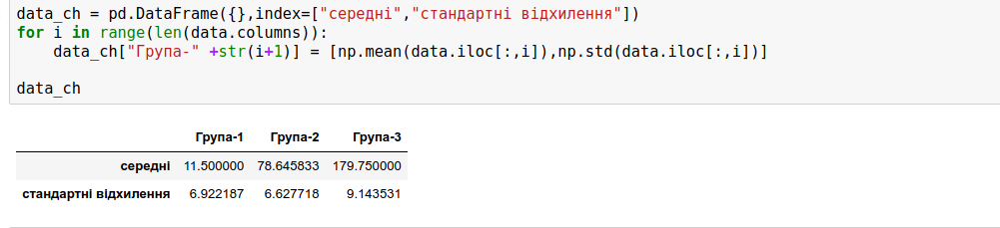 data_ch = pd.DataFrame({},index=["середні","стандартні відхилення"])
for i in range(len(data.columns)):
    data_ch["Група-" +str(i+1)] = [np.mean(data.iloc[:,i]),np.std(data.iloc[:,i])]
data_ch
Група-1 Група-2 Група-3
середні 11.500000 78.645833 179.750000
стандартні відхилення 6.922187 6.627718 9.143531